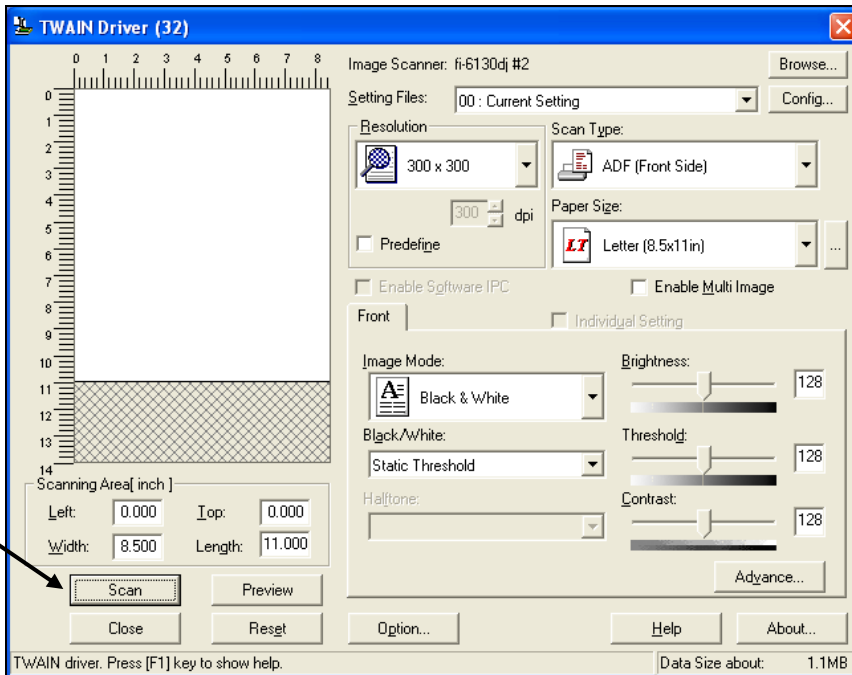 TWAIN Driver (32)
0 1 2 3 4 5 6 7 8
0
1
2
3
4
5
6
7
8
9
10
11
12
13
14
Image Scanner: fi-6130dj #2
Browse...
Setting Files: 00 : Current Setting
Config...
Resolution
300 x 300
300 dpi
Predefine
Scan Type:
ADF (Front Side)
Paper Size:
LT Letter (8.5x11in)
...
Enable Software IPC
Enable Multi Image
Front
Individual Setting
Image Mode:
A Black & White
Black/White:
Static Threshold
Halftone:
Brightness:
128
Threshold:
128
Contrast:
128
Advance...
Scanning Area[ inch ]
Left: 0.000 Top: 0.000
Width: 8.500 Length: 11.000
Scan Preview
Close Reset
Option... Help About...
TWAIN driver. Press [F1] key to show help. Data Size about: 1.1MB